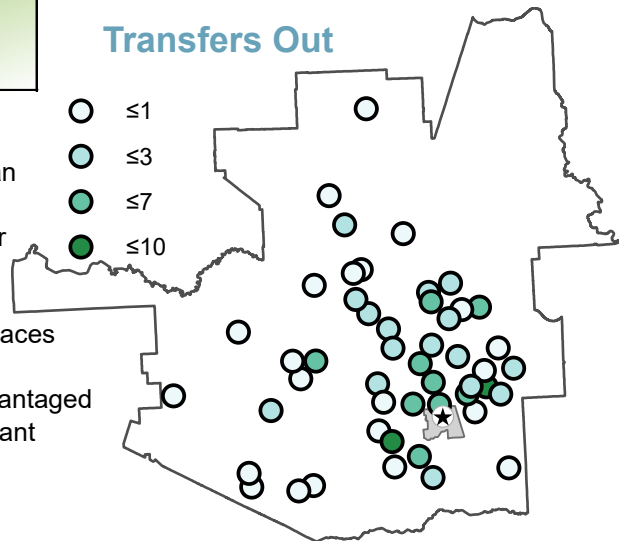 Transfers Out
≤1
≤3
an
≤7
r
≤10
aces
antaged
ant